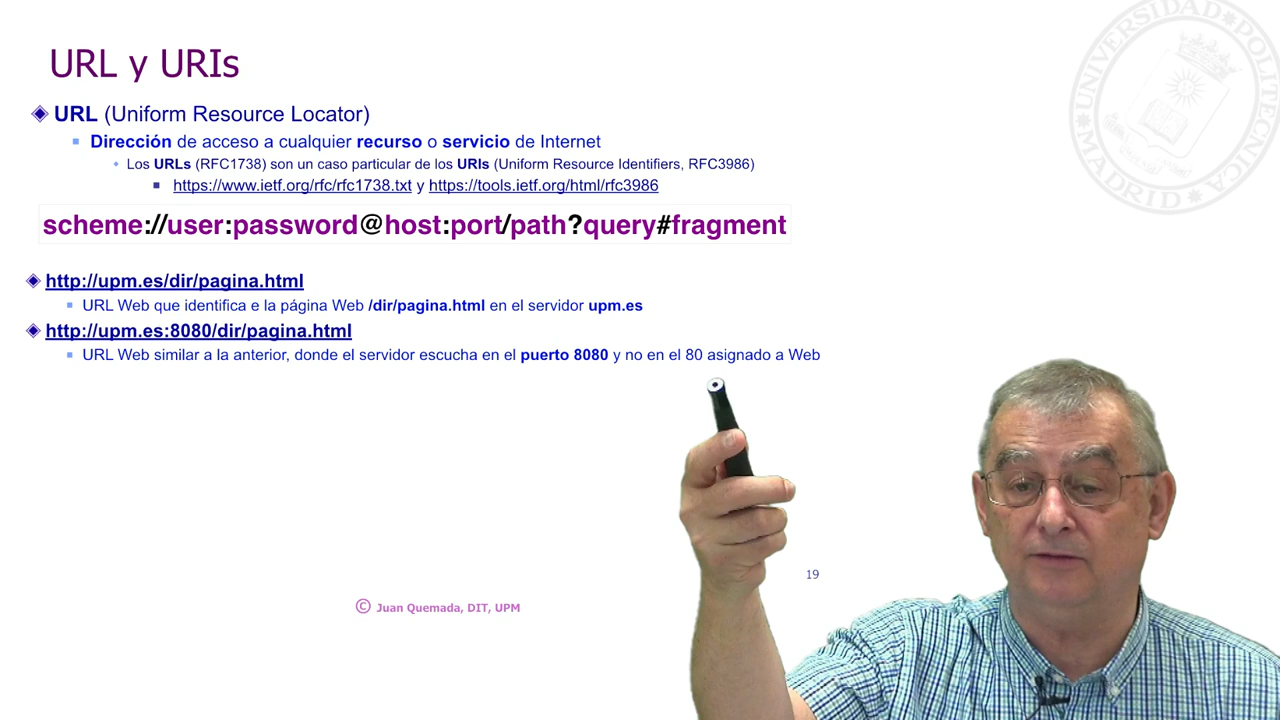 URL y URIs
URL (Uniform Resource Locator)
Dirección de acceso a cualquier recurso o servicio de Internet
Los URLs (RFC1738) son un caso particular de los URIs (Uniform Resource Identifiers, RFC3986)
https://www.ietf.org/rfc/rfc1738.txt y https://tools.ietf.org/html/rfc3986
scheme://user:password@host:port/path?query#fragment
http://upm.es/dir/pagina.html
URL Web que identifica e la página Web /dir/pagina.html en el servidor upm.es
http://upm.es:8080/dir/pagina.html
URL Web similar a la anterior, donde el servidor escucha en el puerto 8080 y no en el 80 asignado a Web
19
© Juan Quemada, DIT, UPM
UNIVERSIDAD POLITECNICA
MADRID